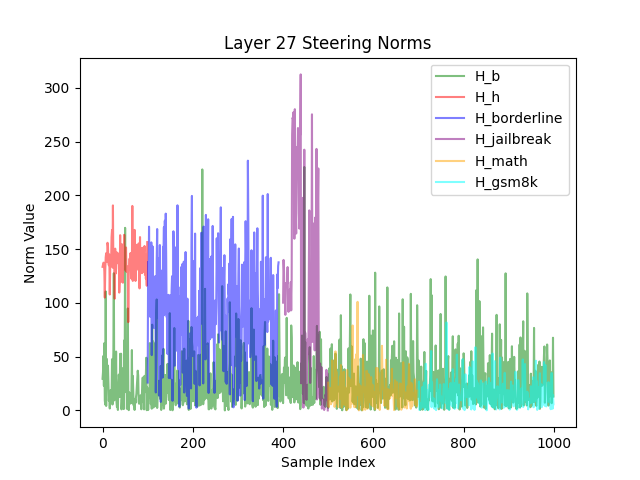 Layer 27 Steering Norms
Norm Value
300
250
200
150
100
50
0
H_b
H_h
H_borderline
H_jailbreak
H_math
H_gsm8k
0 200 400 600 800 1000
Sample Index